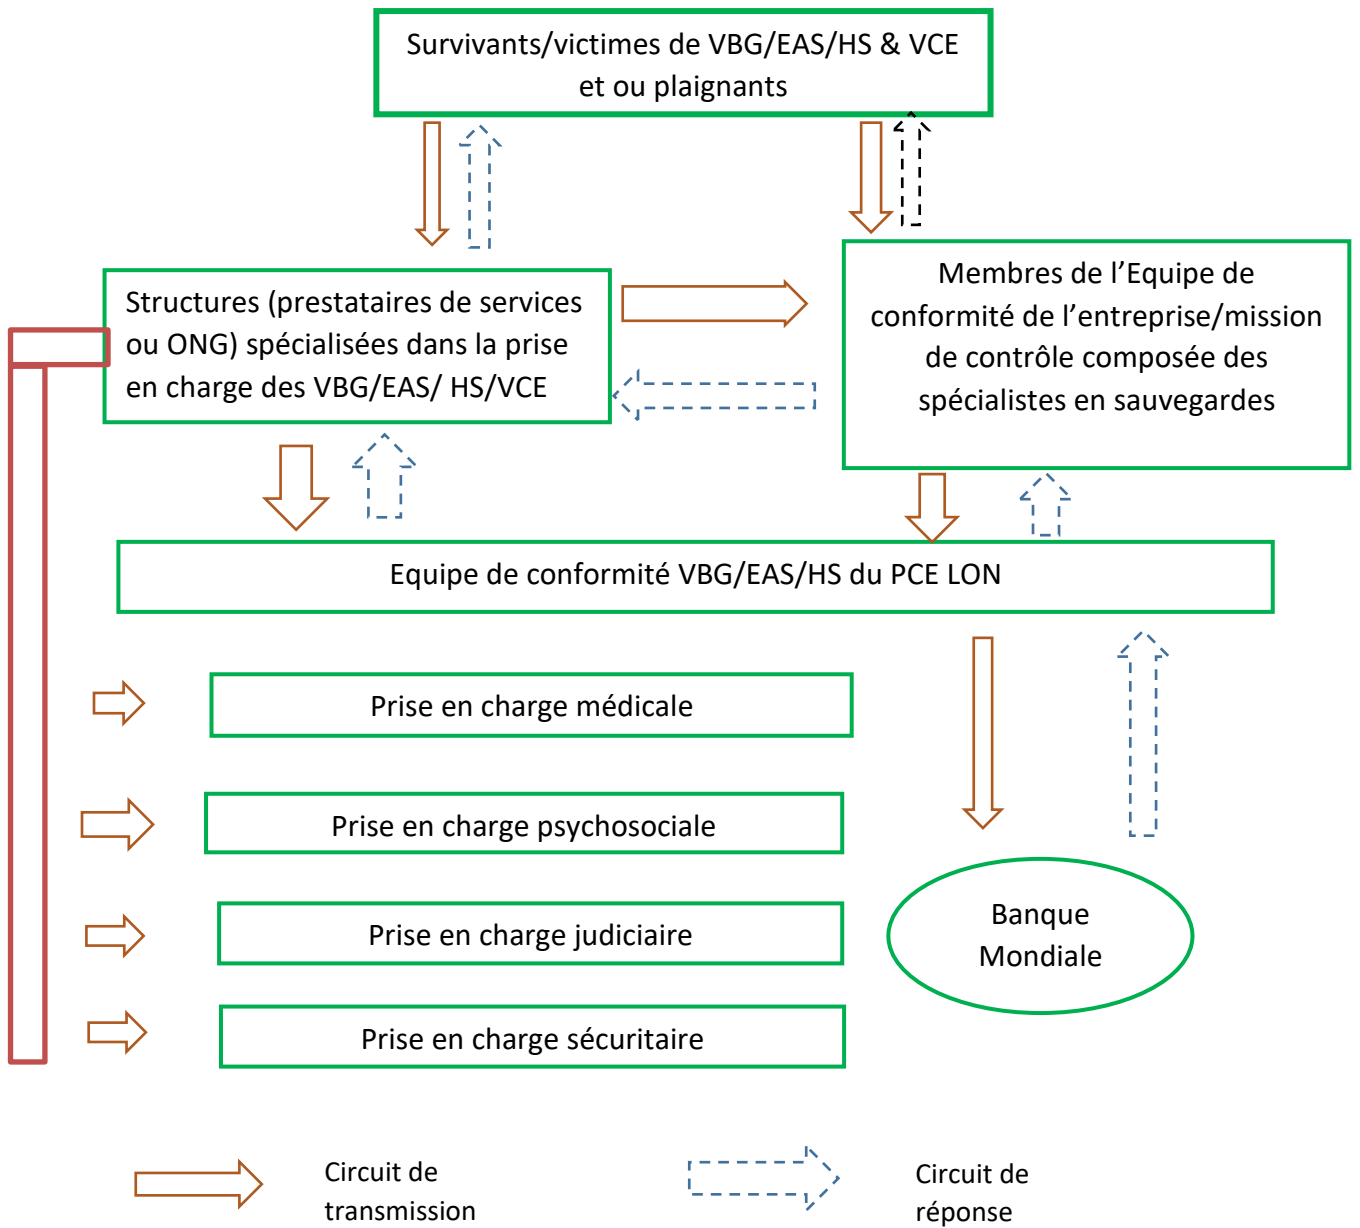 Survivants/victimes de VBG/EAS/HS & VCE
et ou plaignants
Structures (prestataires de services
ou ONG) spécialisées dans la prise
en charge des VBG/EAS/ HS/VCE
Membres de l’Equipe de
conformité de l’entreprise/mission
de contrôle composée des
spécialistes en sauvegardes
Equipe de conformité VBG/EAS/HS du PCE LON
Prise en charge médicale
Prise en charge psychosociale
Prise en charge judiciaire
Prise en charge sécuritaire
Banque
Mondiale
Circuit de
transmission
Circuit de
réponse